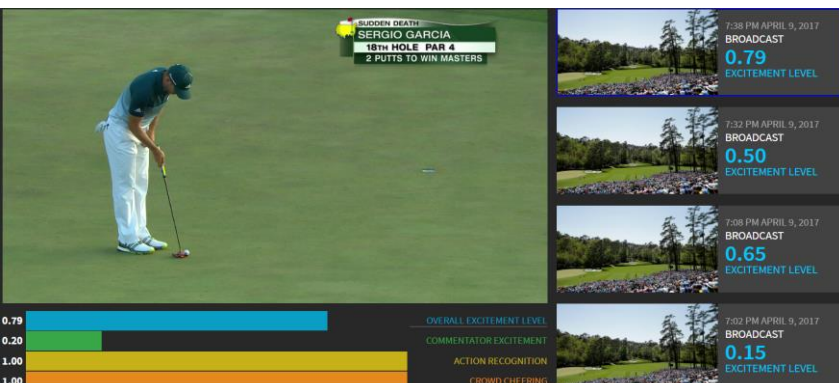 SUDDEN DEATH
SERGIO GARCIA
18TH HOLE PAR 4
2 PUTTS TO WIN MASTERS
0.79 OVERALL EXCITEMENT LEVEL
0.20 COMMENTATOR EXCITEMENT
1.00 ACTION RECOGNITION
1.00 CROWD CHEERING
7:38 PM APRIL 9, 2017
BROADCAST
0.79
EXCITEMENT LEVEL
7:32 PM APRIL 9, 2017
BROADCAST
0.50
EXCITEMENT LEVEL
7:08 PM APRIL 9, 2017
BROADCAST
0.65
EXCITEMENT LEVEL
7:02 PM APRIL 9, 2017
BROADCAST
0.15
EXCITEMENT LEVEL